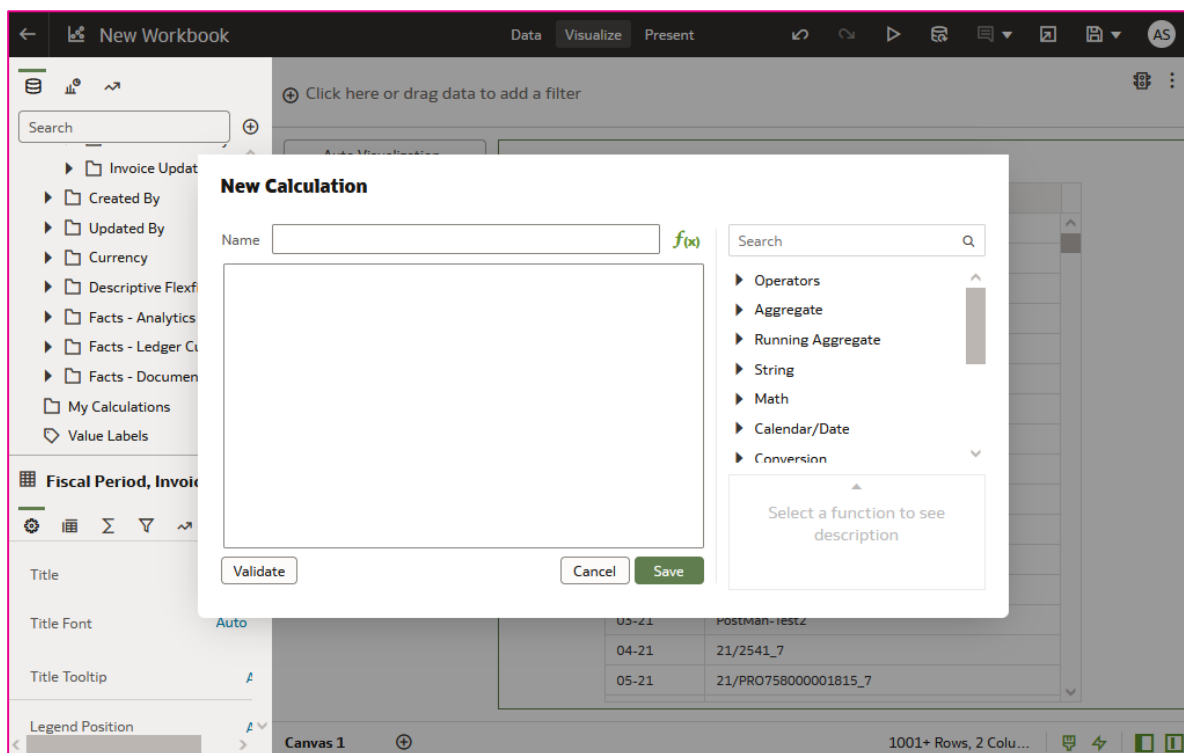 New Workbook
Data Visualize Present
AS
Click here or drag data to add a filter
Search
Invoice Updat
Created By
Updated By
Currency
Descriptive Flexf
Facts - Analytics
Facts - Ledger Cu
Facts - Documen
My Calculations
Value Labels
Fiscal Period, Invoic
Title
Title Font Auto
Title Tooltip A
Legend Position A
New Calculation
Name
f(x)
Search
Operators
Aggregate
Running Aggregate
String
Math
Calendar/Date
Conversion
Select a function to see
description
Validate
Cancel
Save
03-21 PostMan-Test2
04-21 21/2541_7
05-21 21/PRO758000001815_7
Canvas 1
1001+ Rows, 2 Colu...